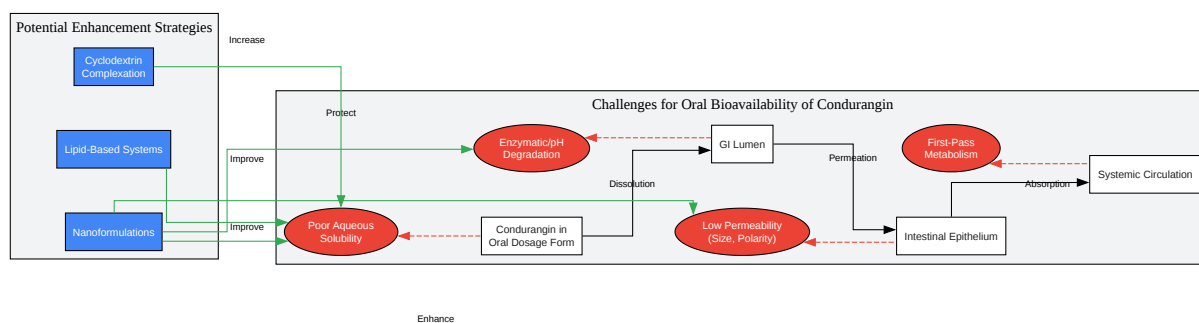 Potential Enhancement Strategies
Cyclodextrin
Complexation
Increase
Challenges for Oral Bioavailability of Condurangin
Protect
Enzymatic/pH
Degradation
GI Lumen
First-Pass
Metabolism
Lipid-Based Systems
Improve
Permeation
Systemic Circulation
Dissolution
Absorption
Nanoformulations
Improve
Poor Aqueous
Solubility
Condurangin in
Oral Dosage Form
Low Permeability
(Size, Polarity)
Intestinal Epithelium
Enhance